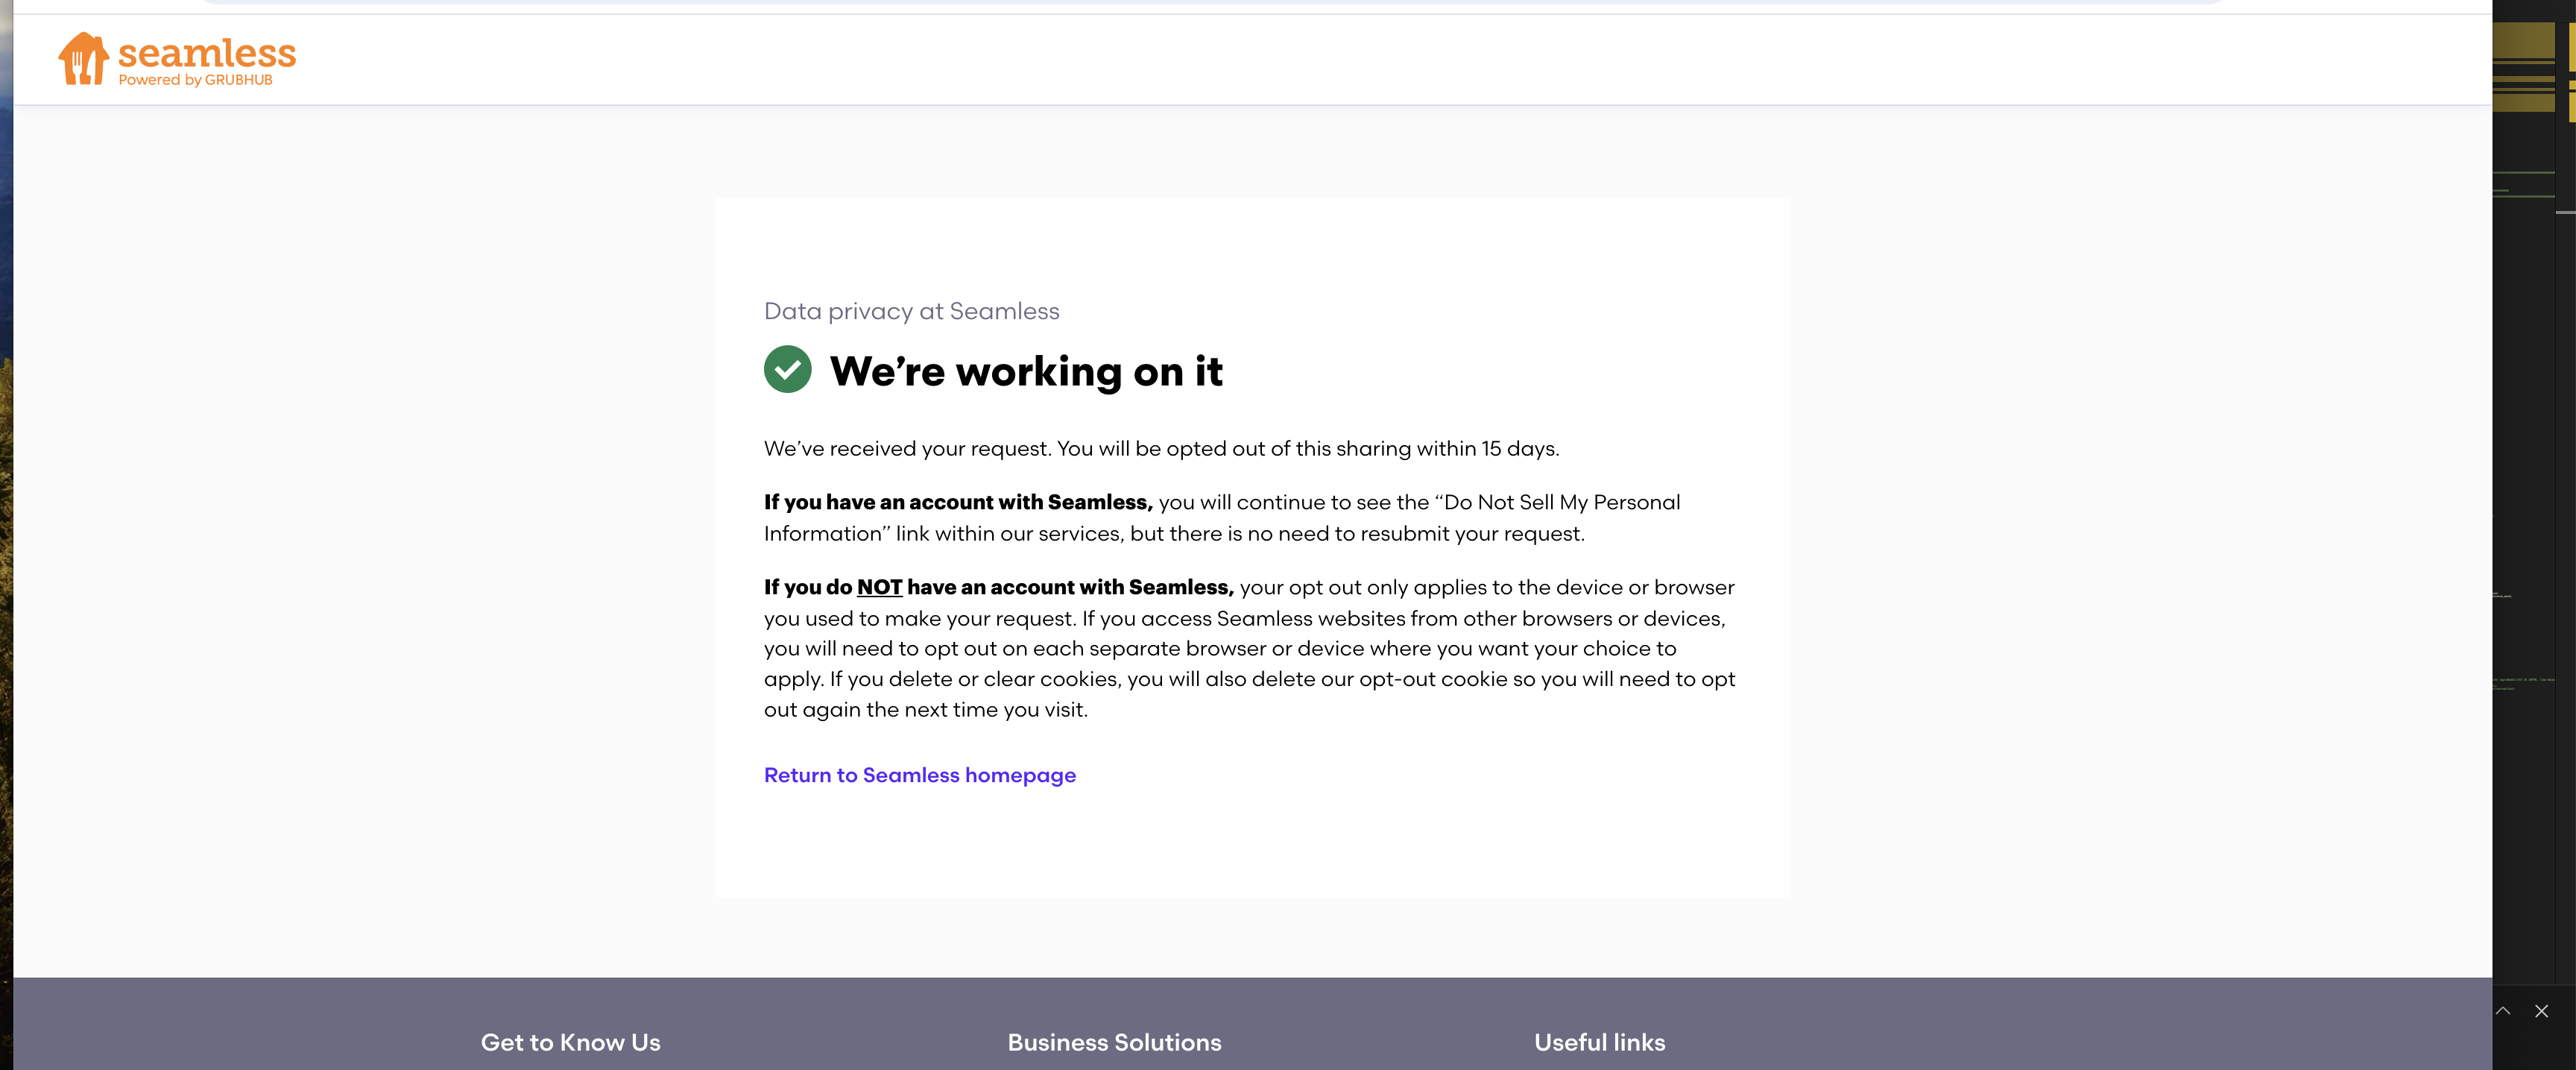 seamless
Powered by GRUBHUB
Data privacy at Seamless
We’re working on it
We’ve received your request. You will be opted out of this sharing within 15 days.
If you have an account with Seamless, you will continue to see the “Do Not Sell My Personal
Information” link within our services, but there is no need to resubmit your request.
If you do NOT have an account with Seamless, your opt out only applies to the device or browser
you used to make your request. If you access Seamless websites from other browsers or devices,
you will need to opt out on each separate browser or device where you want your choice to
apply. If you delete or clear cookies, you will also delete our opt-out cookie so you will need to opt
out again the next time you visit.
Return to Seamless homepage
Get to Know Us
Business Solutions
Useful links